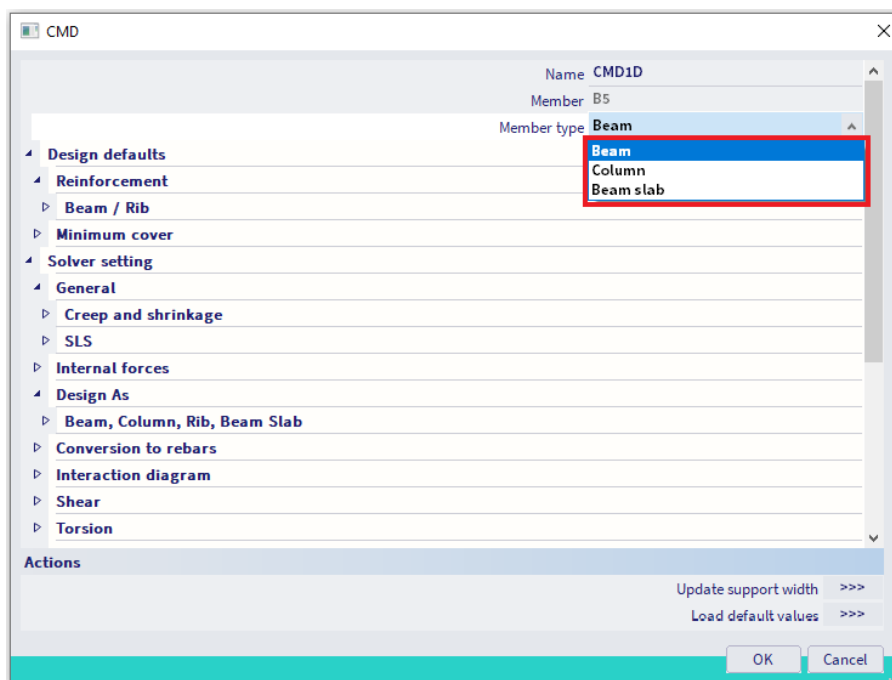 CMD
Name CMD1D
Member B5
Member type Beam
Beam
Column
Beam slab
Design defaults
Reinforcement
Beam / Rib
Minimum cover
Solver setting
General
Creep and shrinkage
SLS
Internal forces
Design As
Beam, Column, Rib, Beam Slab
Conversion to rebars
Interaction diagram
Shear
Torsion
Actions
Update support width >>>
Load default values >>>
OK Cancel